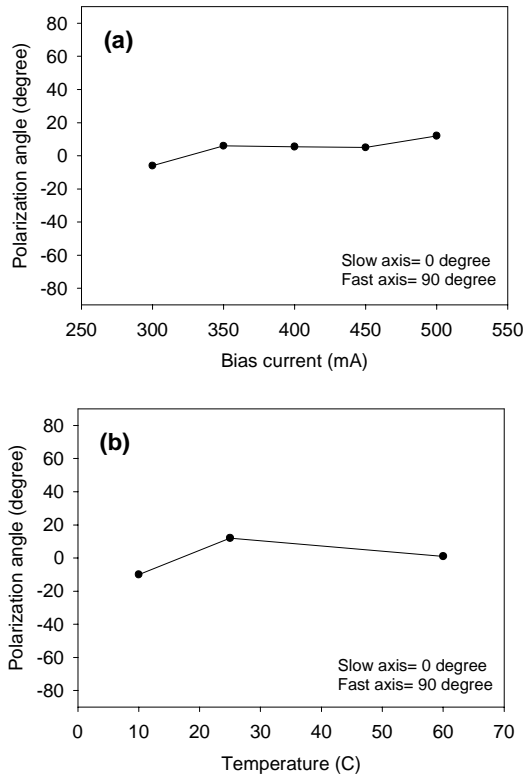 (a)
Polarization angle (degree)
80
60
40
20
0
-20
-40
-60
-80
Slow axis= 0 degree
Fast axis= 90 degree
250 300 350 400 450 500 550
Bias current (mA)
(b)
Polarization angle (degree)
80
60
40
20
0
-20
-40
-60
-80
Slow axis= 0 degree
Fast axis= 90 degree
0 10 20 30 40 50 60 70
Temperature (C)